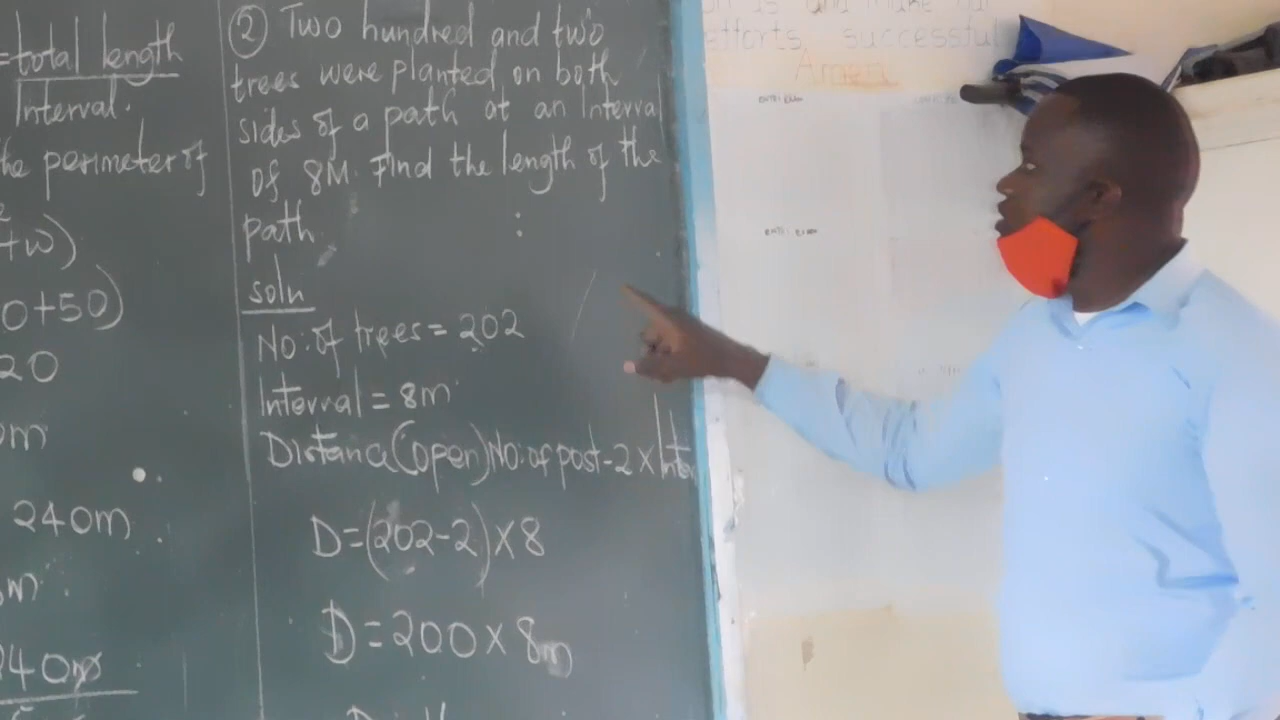 =total length
Interval.
the perimeter of
+w)
0+50)
20
0m
240m
m.
40m
② Two hundred and two
trees were planted on both
sides of a path at an Interval
of 8M. Find the length of the
path.
soln
No: of trees = 202
Interval = 8m
Distance (open) No: of post - 2 x Inter
D=(202-2)×8
D=200×8m
efforts, successful
Amen